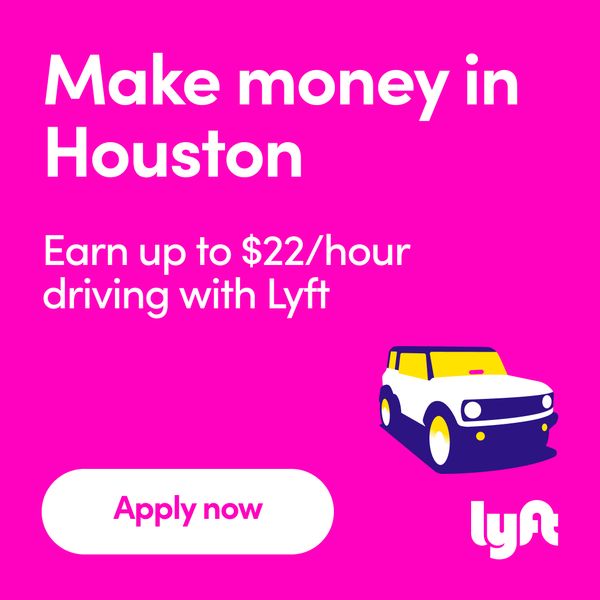 Make money in
Houston
Earn up to $22/hour
driving with Lyft
Apply now
lyft